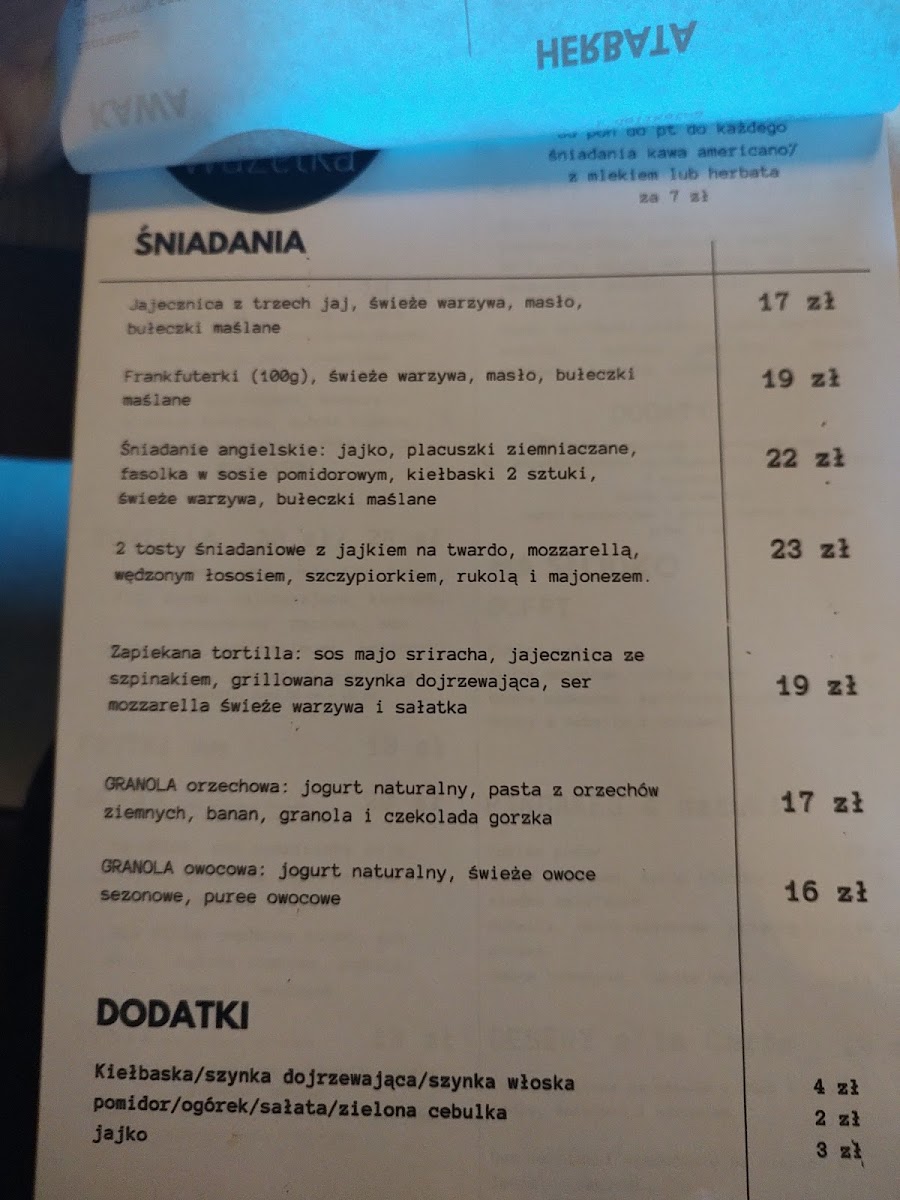 HERBATA
KAWA
Wuzetka
od pon do pt do każdego
śniadania kawa americano/
z mlekiem lub herbata
za 7 zł
ŚNIADANIA
Jajecznica z trzech jaj, świeże warzywa, masło, 17 zł
bułeczki maślane
Frankfuterki (100g), świeże warzywa, masło, bułeczki 19 zł
maślane
Śniadanie angielskie: jajko, placuszki ziemniaczane, 22 zł
fasolka w sosie pomidorowym, kiełbaski 2 sztuki,
świeże warzywa, bułeczki maślane
2 tosty śniadaniowe z jajkiem na twardo, mozzarellą, 23 zł
wędzonym łososiem, szczypiorkiem, rukolą i majonezem.
Zapiekana tortilla: sos majo sriracha, jajecznica ze
szpinakiem, grillowana szynka dojrzewająca, ser 19 zł
mozzarella świeże warzywa i sałatka
GRANOLA orzechowa: jogurt naturalny, pasta z orzechów 17 zł
ziemnych, banan, granola i czekolada gorzka
GRANOLA owocowa: jogurt naturalny, świeże owoce 16 zł
sezonowe, puree owocowe
DODATKI
Kiełbaska/szynka dojrzewająca/szynka włoska 4 zł
pomidor/ogórek/sałata/zielona cebulka 2 zł
jajko 3 zł